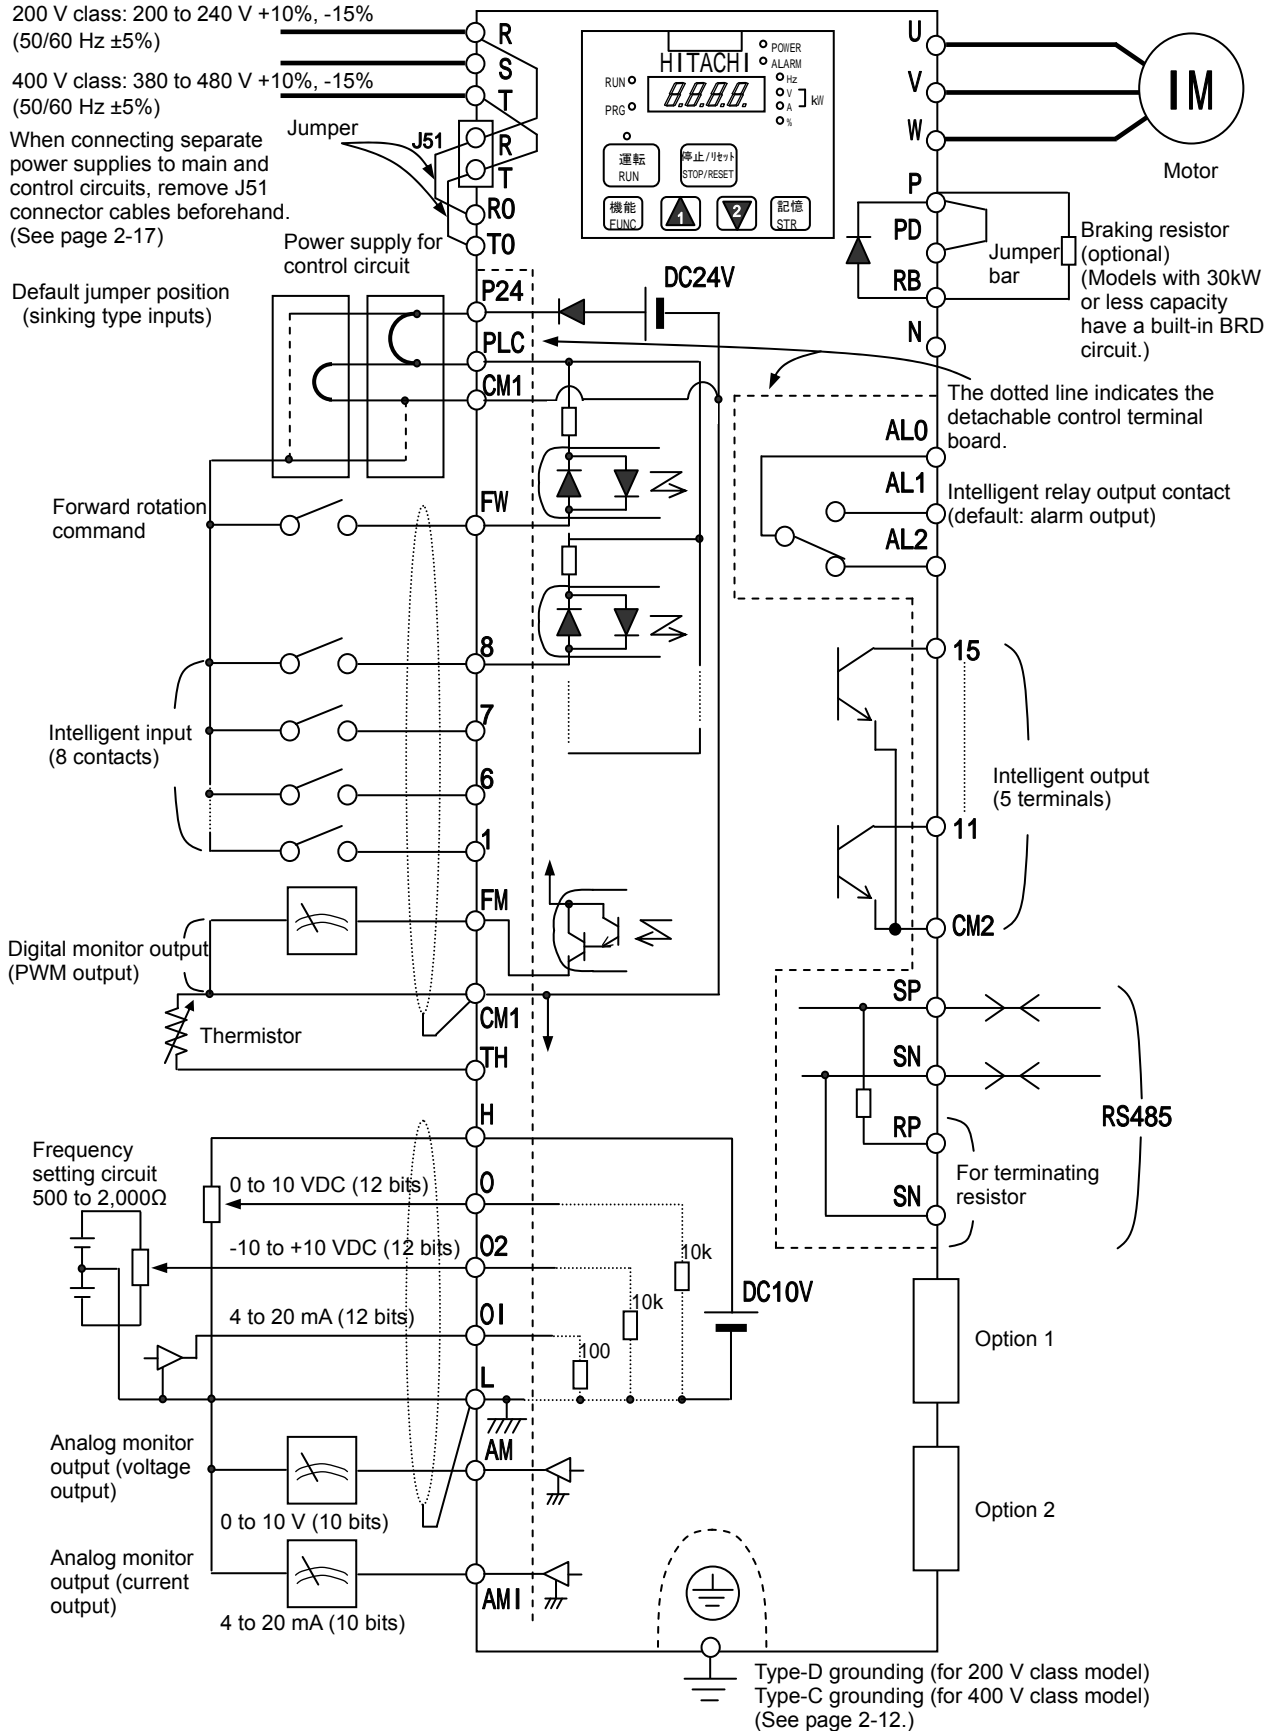 200 V class: 200 to 240 V +10%, -15%
(50/60 Hz ±5%)
400 V class: 380 to 480 V +10%, -15%
(50/60 Hz ±5%)
When connecting separate
power supplies to main and
control circuits, remove J51
connector cables beforehand.
(See page 2-17)
Jumper
J51
R
S
T
R
T
R0
T0
Power supply for
control circuit
HITACHI
POWER
ALARM
RUN
PRG
8.8.8.8.
Hz
V
A
kW
%
運転
RUN
停止/リセット
STOP/RESET
機能
FUNC
1
2
記憶
STR
U
V
W
IM
Motor
P
PD
RB
N
Jumper
bar
Braking resistor
(optional)
(Models with 30kW
or less capacity
have a built-in BRD
circuit.)
Default jumper position
(sinking type inputs)
P24
PLC
CM1
DC24V
The dotted line indicates the
detachable control terminal
board.
AL0
AL1
AL2
Intelligent relay output contact
(default: alarm output)
Forward rotation
command
FW
8
7
6
1
Intelligent input
(8 contacts)
15
11
CM2
Intelligent output
(5 terminals)
FM
Digital monitor output
(PWM output)
CM1
Thermistor
TH
SP
SN
RP
SN
RS485
For terminating
resistor
H
Frequency
setting circuit
500 to 2,000Ω
0 to 10 VDC (12 bits)
O
-10 to +10 VDC (12 bits)
O2
4 to 20 mA (12 bits)
OI
L
10k
10k
100
DC10V
Option 1
Option 2
Analog monitor
output (voltage
output)
AM
0 to 10 V (10 bits)
Analog monitor
output (current
output)
AMI
4 to 20 mA (10 bits)
Type-D grounding (for 200 V class model)
Type-C grounding (for 400 V class model)
(See page 2-12.)